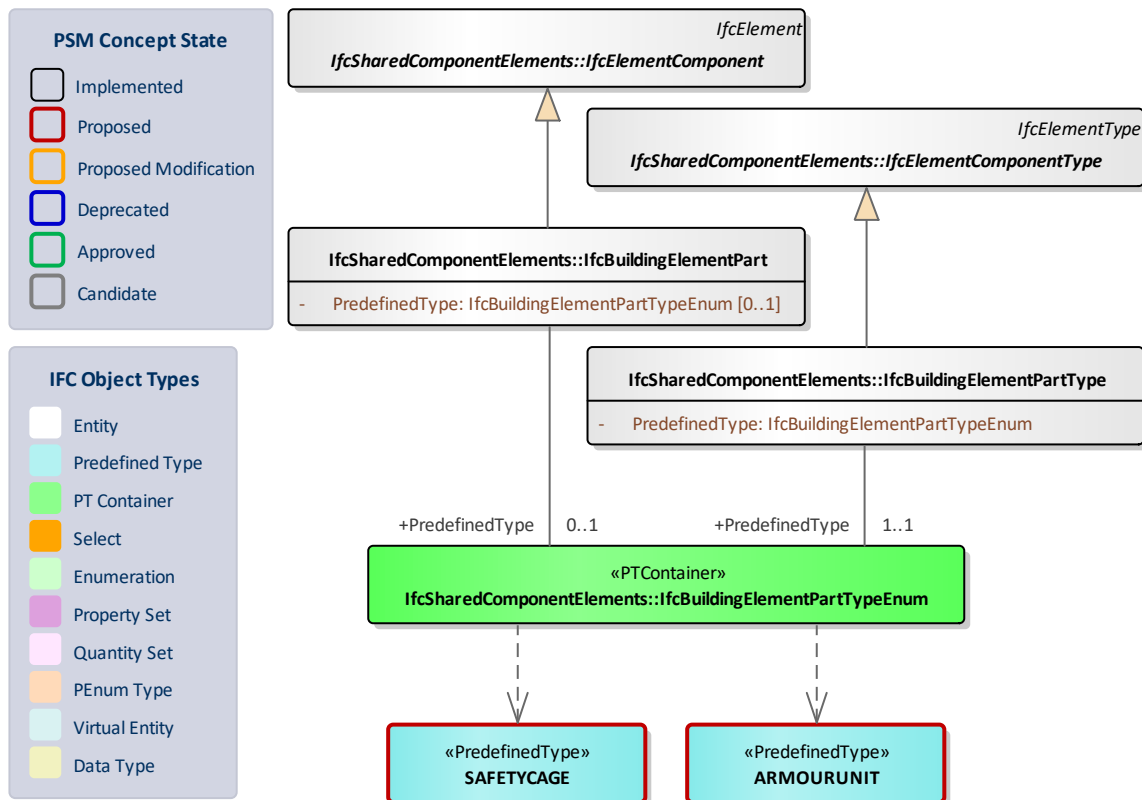 PSM Concept State
Implemented
Proposed
Proposed Modification
Deprecated
Approved
Candidate
IFC Object Types
Entity
Predefined Type
PT Container
Select
Enumeration
Property Set
Quantity Set
PEnum Type
Virtual Entity
Data Type
IfcElement
IfcSharedComponentElements::IfcElementComponent
IfcElementType
IfcSharedComponentElements::IfcElementComponentType
IfcSharedComponentElements::IfcBuildingElementPart
- PredefinedType: IfcBuildingElementPartTypeEnum [0..1]
IfcSharedComponentElements::IfcBuildingElementPartType
- PredefinedType: IfcBuildingElementPartTypeEnum
+PredefinedType 0..1
+PredefinedType 1..1
«PTContainer»
IfcSharedComponentElements::IfcBuildingElementPartTypeEnum
«PredefinedType»
SAFETYCAGE
«PredefinedType»
ARMOURUNIT